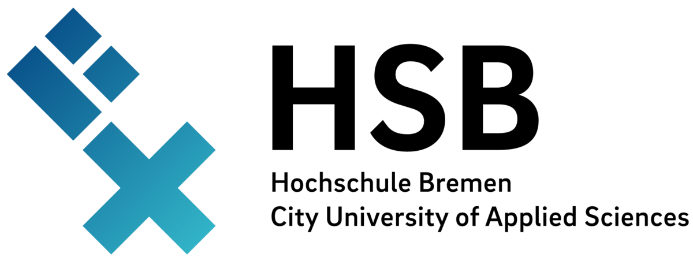 HSB
Hochschule Bremen
City University of Applied Sciences